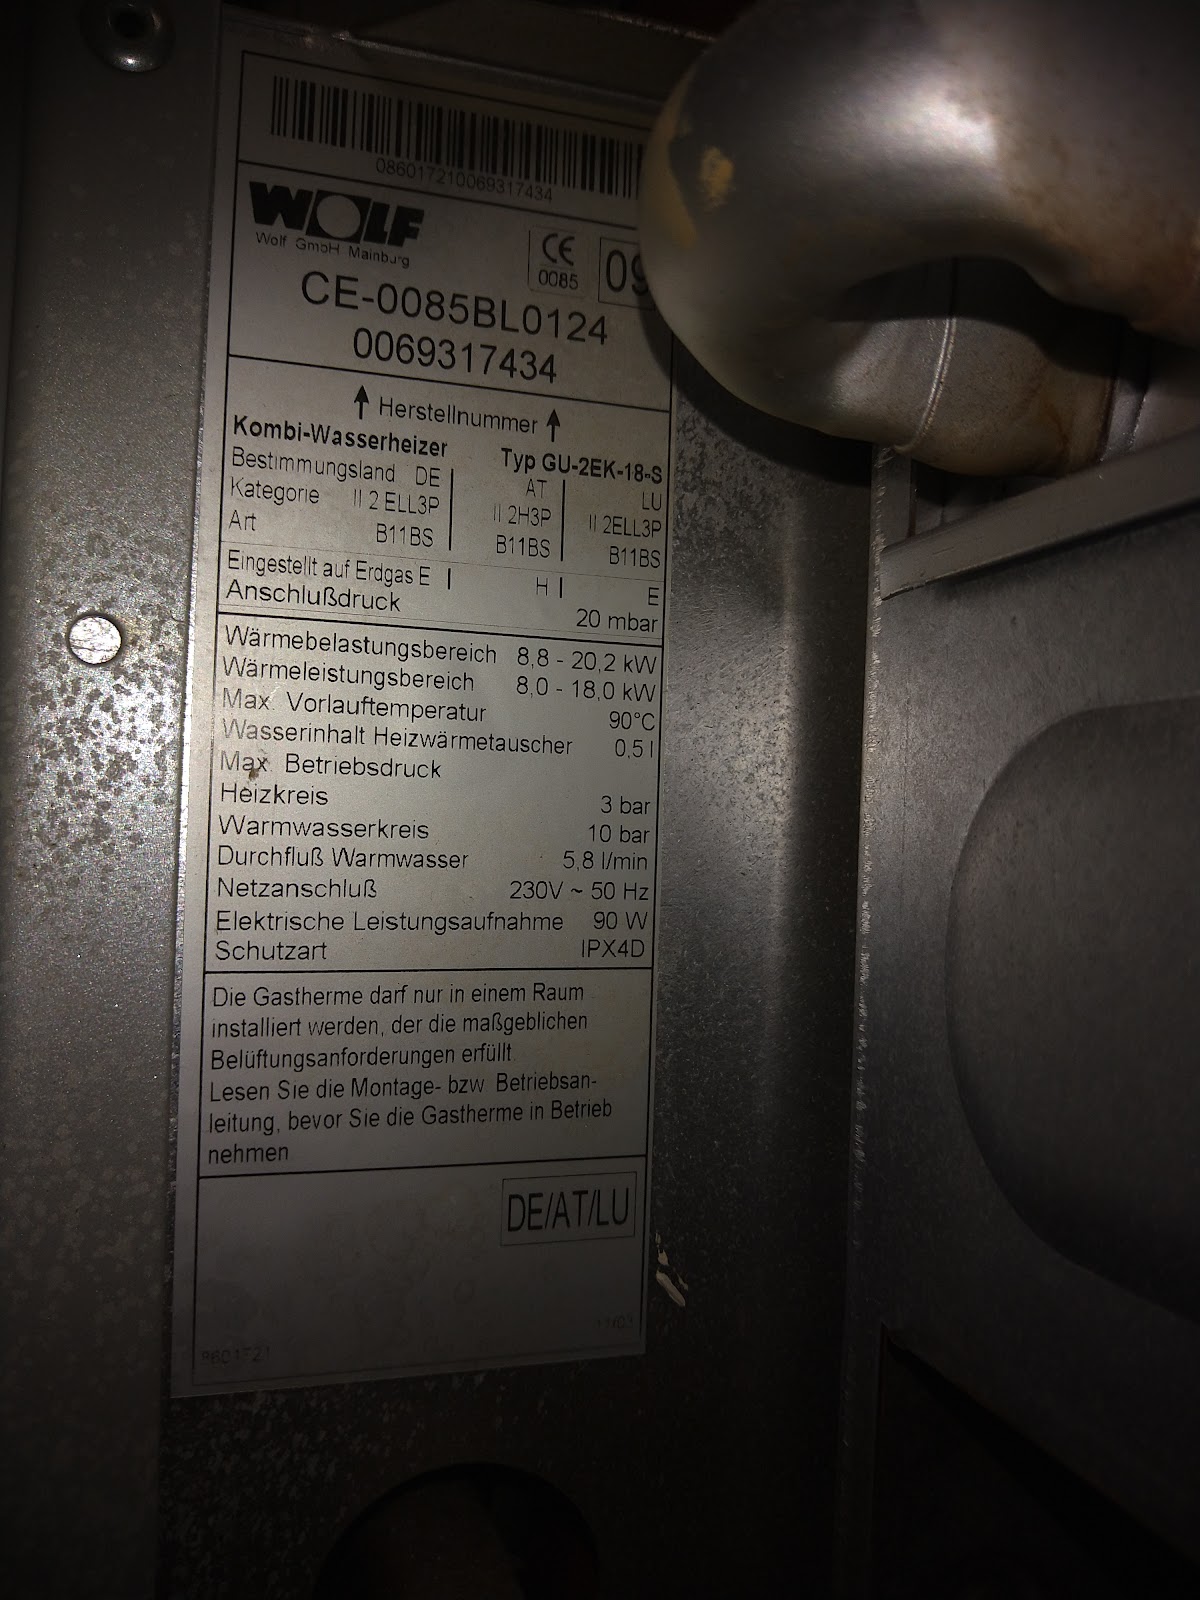 086017210069317434
WOLF
Wolf GmbH Mainburg
CE
0085
09
CE-0085BL0124
0069317434
↑ Herstellnummer ↑
Kombi-Wasserheizer Typ GU-2EK-18-S
Bestimmungsland DE | AT | LU
Kategorie II 2 ELL3P | II 2H3P | II 2ELL3P
Art B11BS | B11BS | B11BS
Eingestellt auf Erdgas E | H | E
Anschlußdruck 20 mbar
Wärmebelastungsbereich 8,8 - 20,2 kW
Wärmeleistungsbereich 8,0 - 18,0 kW
Max. Vorlauftemperatur 90°C
Wasserinhalt Heizwärmetauscher 0,5 l
Max. Betriebsdruck
Heizkreis 3 bar
Warmwasserkreis 10 bar
Durchfluß Warmwasser 5,8 l/min
Netzanschluß 230V ~ 50 Hz
Elektrische Leistungsaufnahme 90 W
Schutzart IPX4D
Die Gastherme darf nur in einem Raum
installiert werden, der die maßgeblichen
Belüftungsanforderungen erfüllt.
Lesen Sie die Montage- bzw. Betriebsan-
leitung, bevor Sie die Gastherme in Betrieb
nehmen
DE/AT/LU
8601721